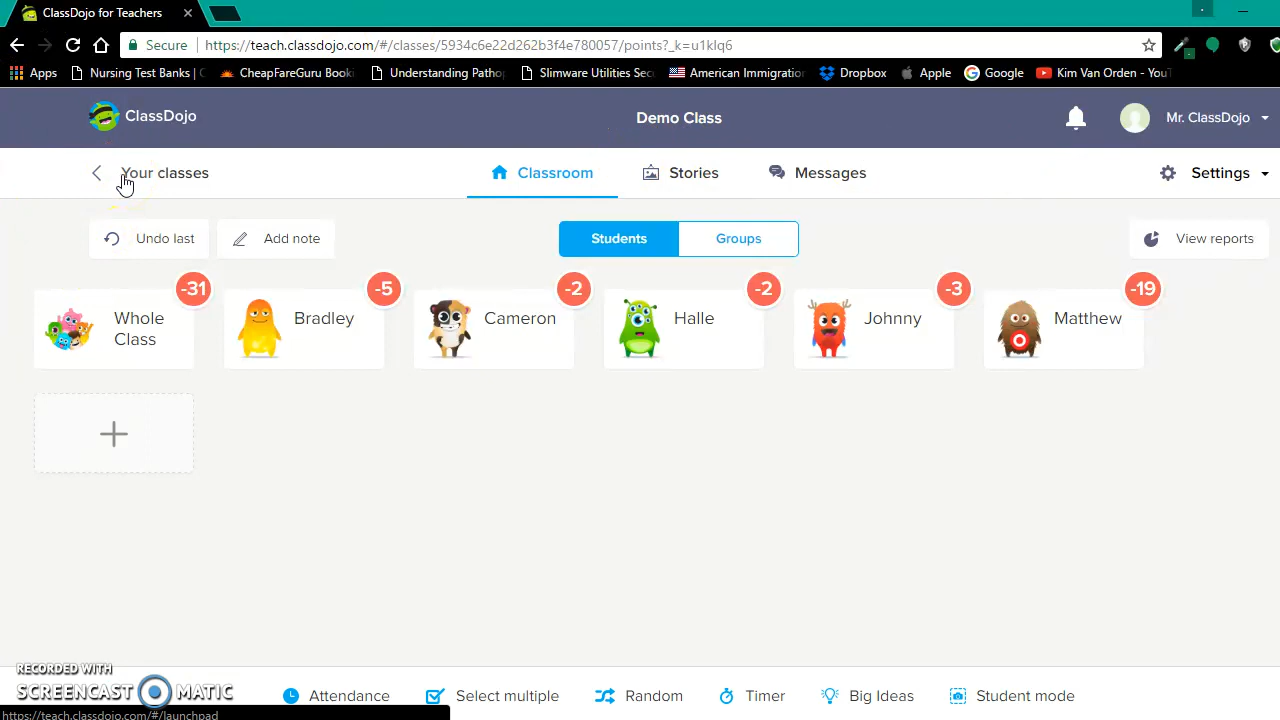 ClassDojo for Teachers
Secure https://teach.classdojo.com/#/classes/5934c6e22d262b3f4e780057/points?_k=u1klq6
Apps Nursing Test Banks | CheapFareGuru Book Understanding Pathop Slimware Utilities Sec American Immigratio Dropbox Apple Google Kim Van Orden - You
ClassDojo Demo Class Mr. ClassDojo
Your classes Classroom Stories Messages Settings
Undo last Add note Students Groups View reports
-31 -5 -2 -2 -3 -19
Whole Class Bradley Cameron Halle Johnny Matthew
RECORDED WITH
SCREENCAST MATIC Attendance Select multiple Random Timer Big Ideas Student mode
https://teach.classdojo.com/#/launchpad